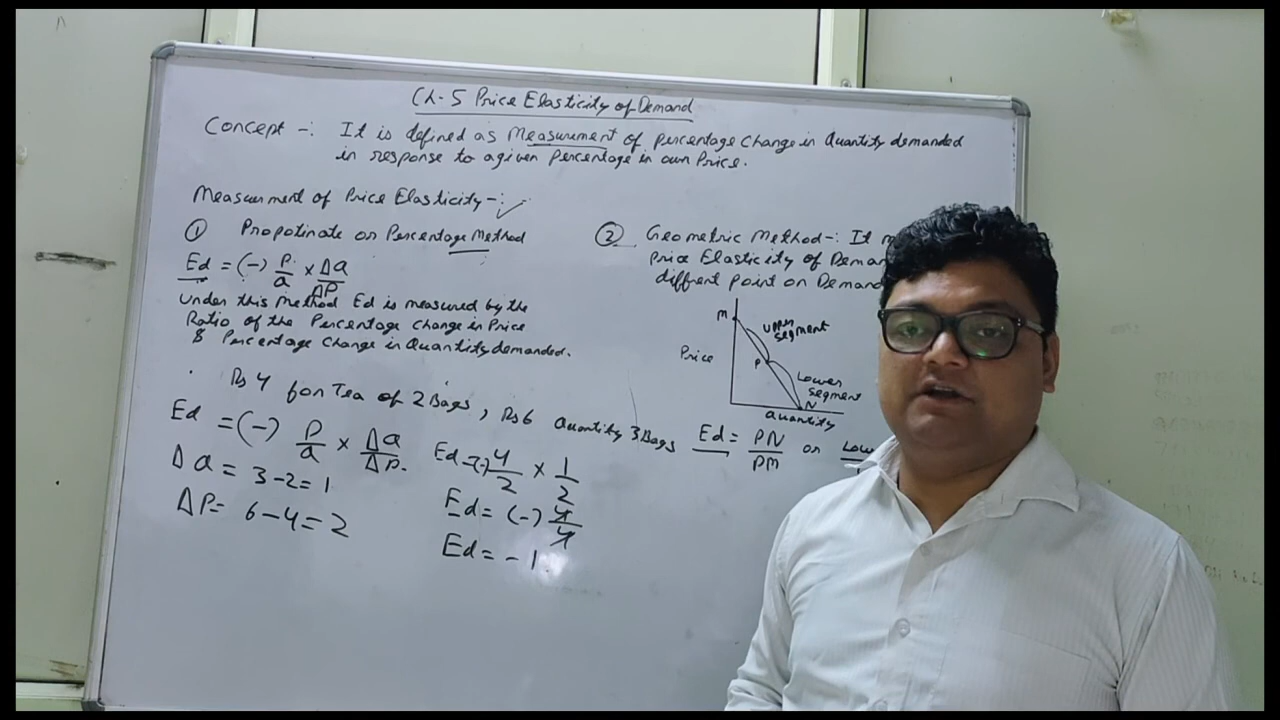 Ch-5 Price Elasticity of Demand
Concept -: It is defined as Measurement of percentage change in Quantity demanded
in response to a given percentage in own Price.
Measurment of Price Elasticity -: ✓
① Propotinate or Percentage Method
Ed = (-) P/Q × ΔQ/ΔP
Under this method Ed is measured by the
Ratio of the Percentage change in Price
& Percentage Change in Quantity demanded.
Rs 4 for Tea of 2 Bags, Rs 6 Quantity 3 Bags
Ed = (-) P/Q × ΔQ/ΔP.
ΔQ = 3-2=1
ΔP= 6-4=2
Ed=(-) 4/2 × 1/2
Ed= (-) 4/4
Ed= -1.
② Geometric Method-: It m
Price Elasticity of Deman
diffrent point on Demand
M
Upper
segment
Price
P
Lower
segment
N
Quantity
Ed= PN/PM or Low